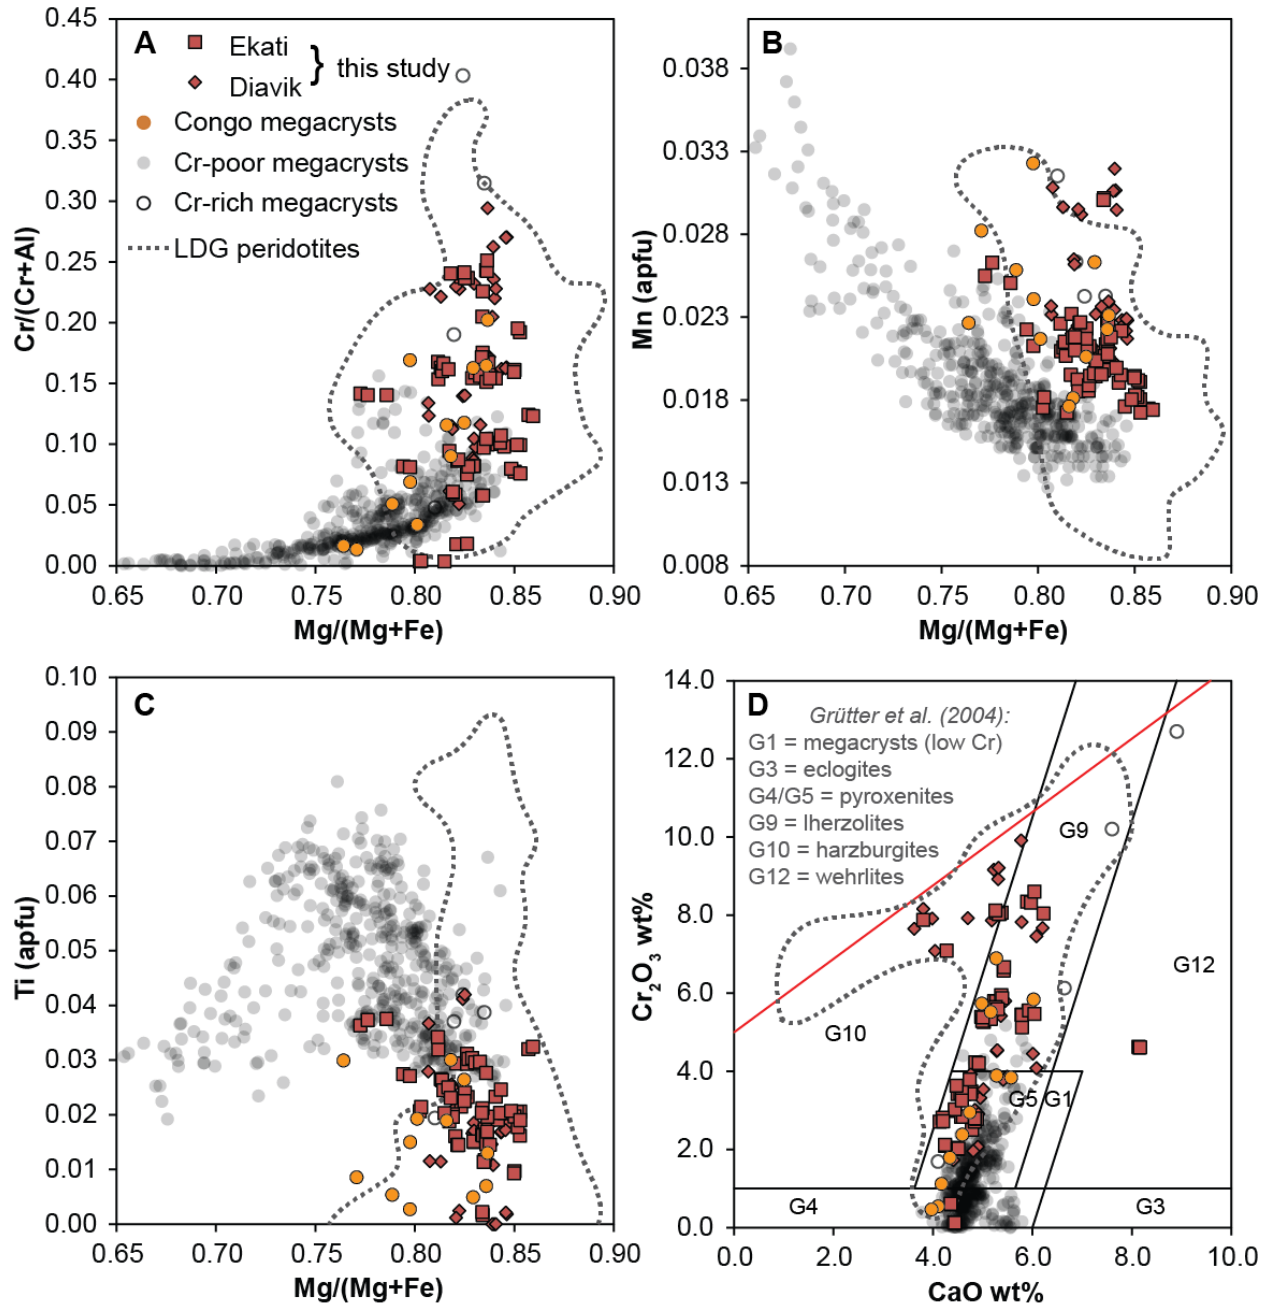 A
Ekati
Diavik
} this study
Congo megacrysts
Cr-poor megacrysts
Cr-rich megacrysts
LDG peridotites
0.45
0.40
0.35
0.30
0.25
0.20
0.15
0.10
0.05
0.00
Cr/(Cr+Al)
0.65 0.70 0.75 0.80 0.85 0.90
Mg/(Mg+Fe)
B
0.038
0.033
0.028
0.023
0.018
0.013
0.008
Mn (apfu)
0.65 0.70 0.75 0.80 0.85 0.90
Mg/(Mg+Fe)
C
0.10
0.09
0.08
0.07
0.06
0.05
0.04
0.03
0.02
0.01
0.00
Ti (apfu)
0.65 0.70 0.75 0.80 0.85 0.90
Mg/(Mg+Fe)
D
Grütter et al. (2004):
G1 = megacrysts (low Cr)
G3 = eclogites
G4/G5 = pyroxenites
G9 = lherzolites
G10 = harzburgites
G12 = wehrlites
14.0
12.0
10.0
8.0
6.0
4.0
2.0
0.0
Cr2O3 wt%
G9
G12
G10
G5
G1
G4
G3
0.0 2.0 4.0 6.0 8.0 10.0
CaO wt%